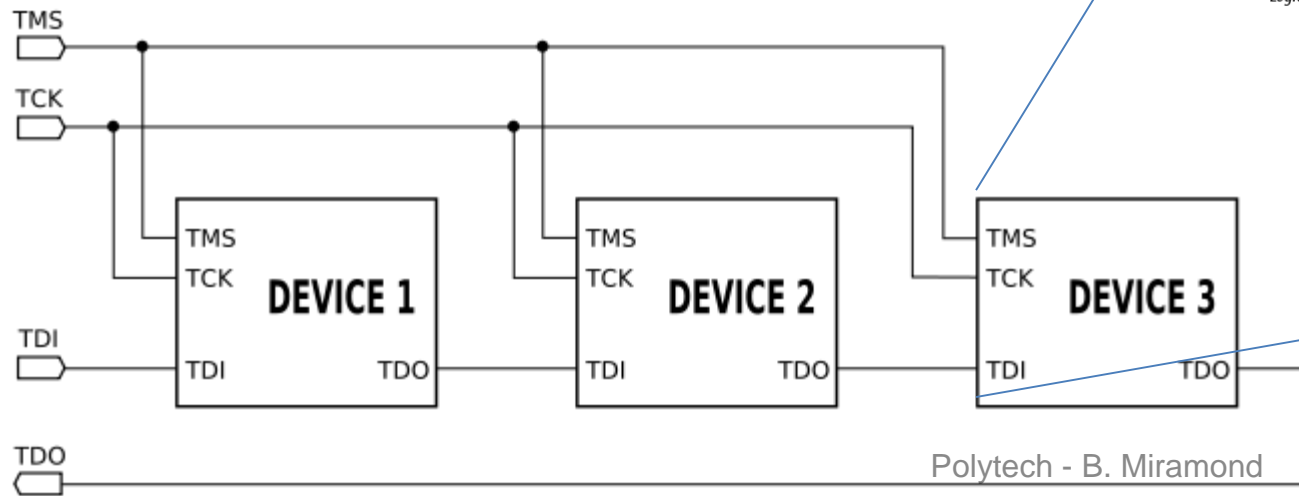 TMS
TCK
TMS
TCK
DEVICE 1
TDI
TDO
TMS
TCK
DEVICE 2
TDI
TDO
TMS
TCK
DEVICE 3
TDI
TDO
TDI
TDO
Polytech - B. Miramond